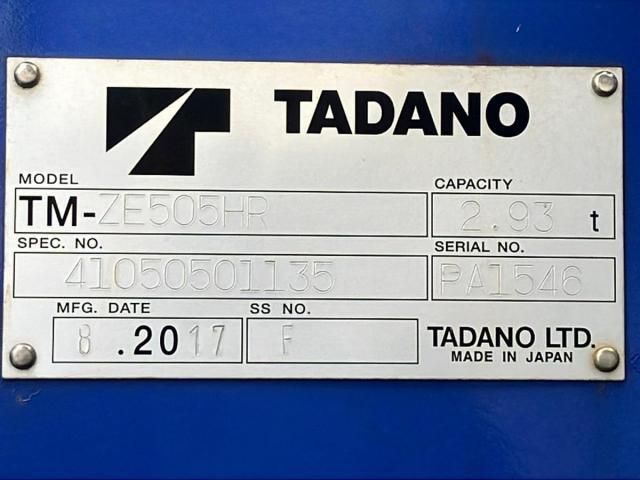 TADANO
MODEL
TM-ZE505HR
CAPACITY
2.93 t
SPEC. NO.
41050501135
SERIAL NO.
PA1546
MFG. DATE
8 .2017
SS NO.
F
TADANO LTD.
MADE IN JAPAN